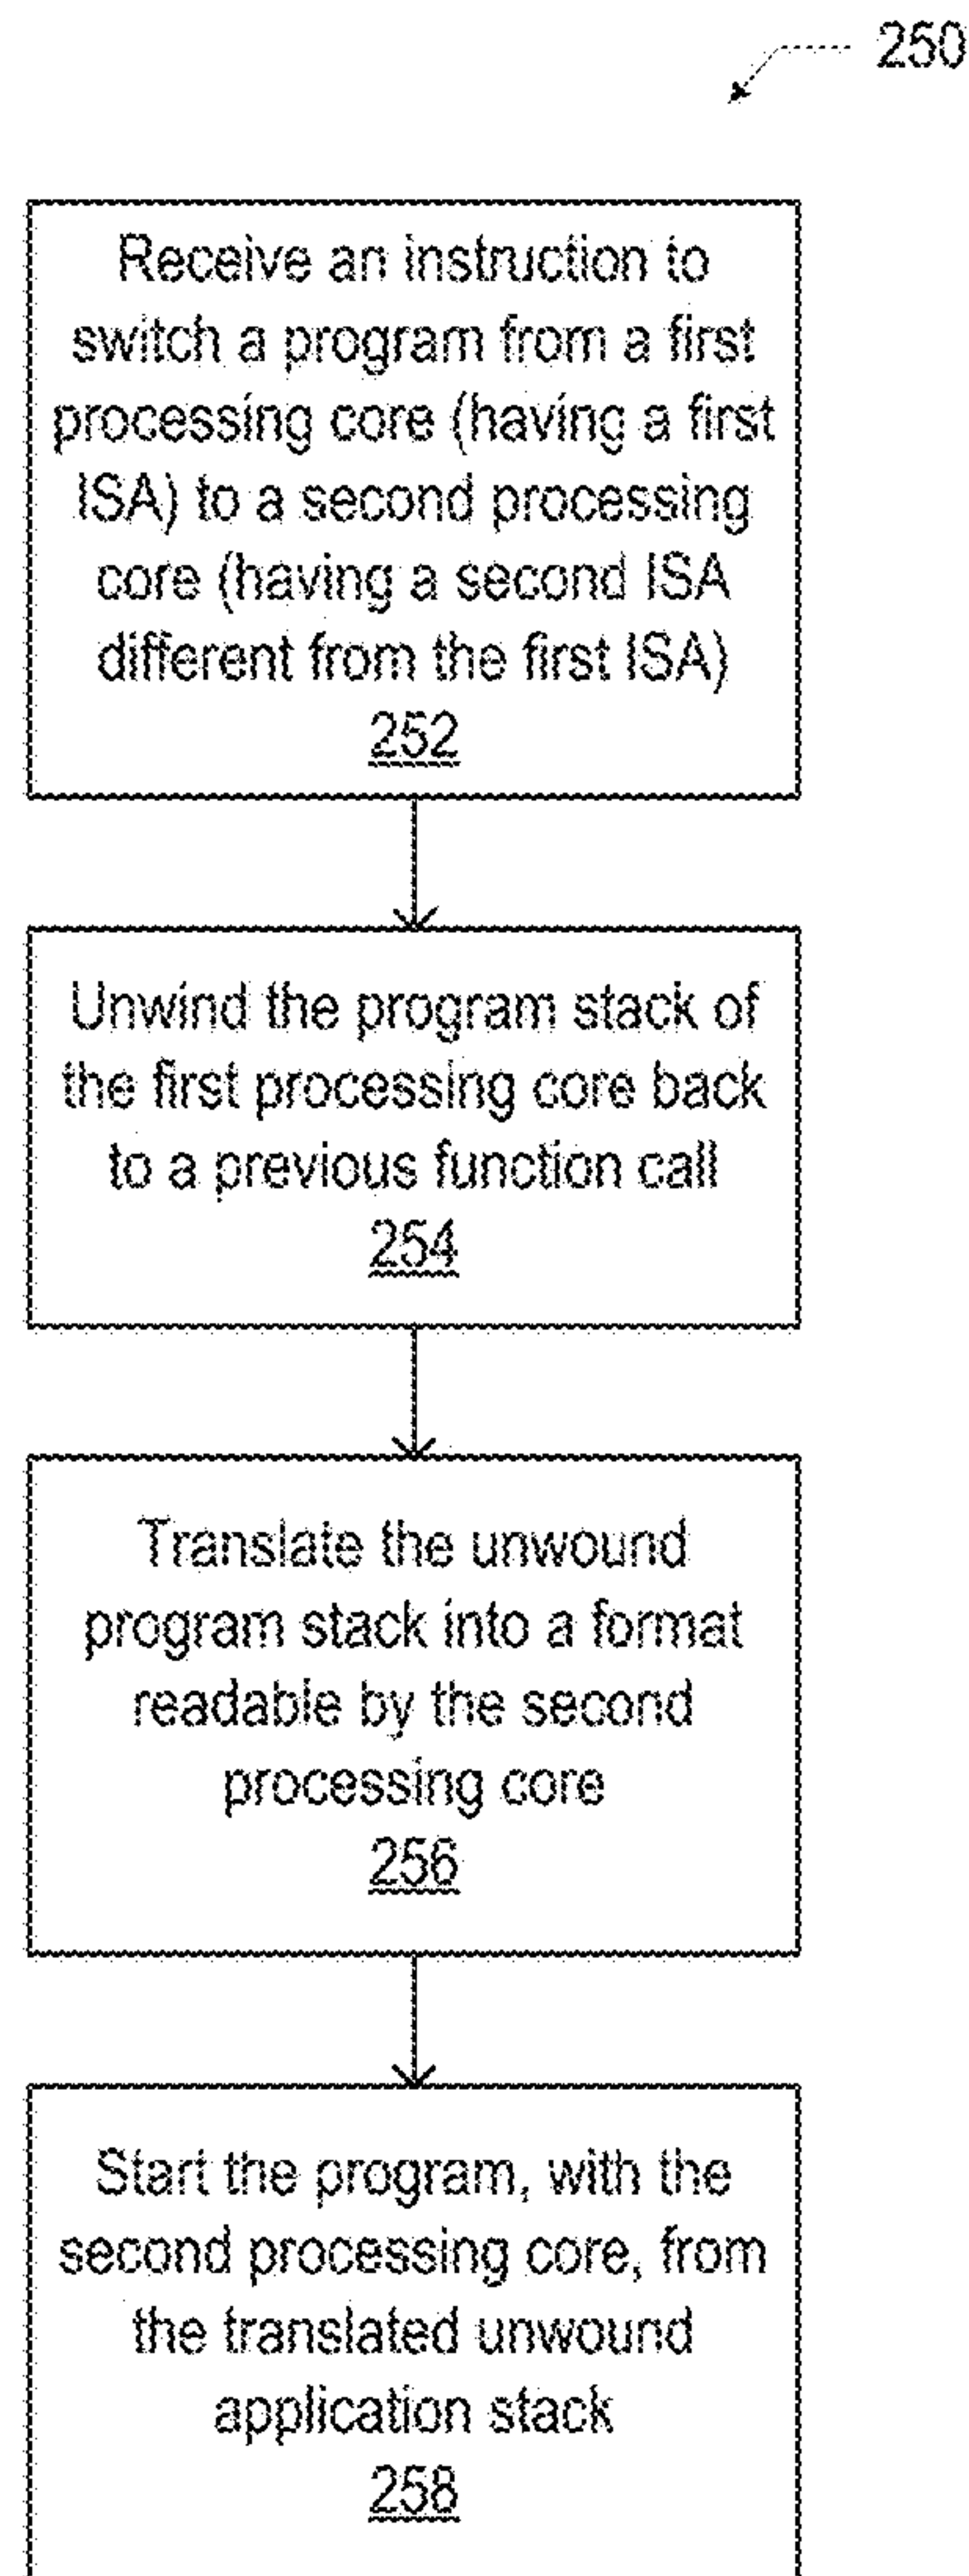 250
Receive an instruction to
switch a program from a first
processing core (having a first
ISA) to a second processing
core (having a second ISA
different from the first ISA)
252
Unwind the program stack of
the first processing core back
to a previous function call
254
Translate the unwound
program stack into a format
readable by the second
processing core
256
Start the program, with the
second processing core, from
the translated unwound
application stack
258